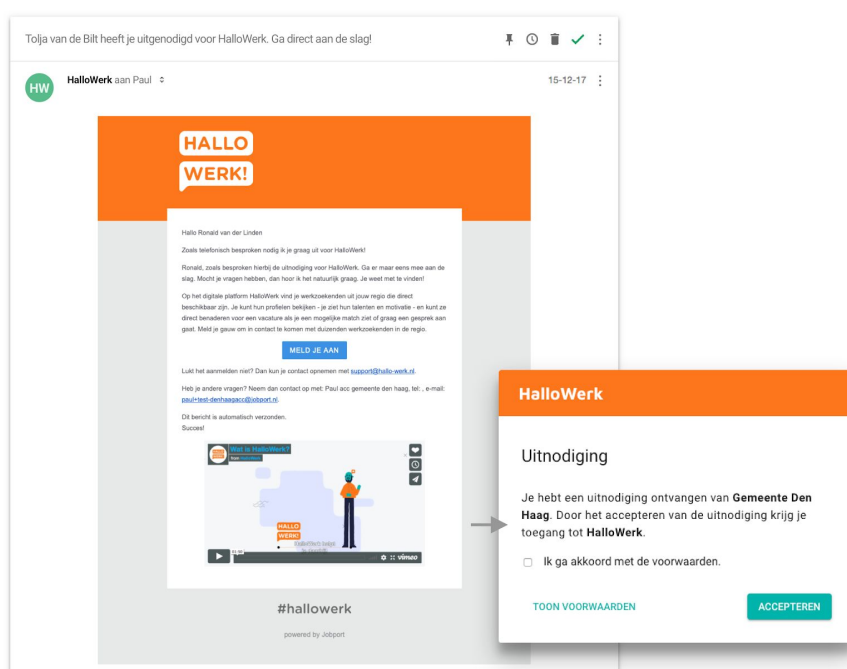 Tolja van de Bilt heeft je uitgenodigd voor HalloWerk. Ga direct aan de slag!
HW
HalloWerk aan Paul
15-12-17
HALLO
WERK!
Hallo Ronald van der Linden
Zoals telefonisch besproken nodig ik je graag uit voor HalloWerk!
Ronald, zoals besproken hierbij de uitnodiging voor HalloWerk. Ga er maar eens mee aan de
slag. Mocht je vragen hebben, dan hoor ik het natuurlijk graag. Je weet met te vinden!
Op het digitale platform HalloWerk vind je werkzoekenden uit jouw regio die direct
beschikbaar zijn. Je kunt hun profielen bekijken - je ziet hun talenten en motivatie - en kunt ze
direct benaderen voor een vacature als je een mogelijke match ziet of graag een gesprek aan
gaat. Meld je gauw om in contact te komen met duizenden werkzoekenden in de regio.
MELD JE AAN
Lukt het aanmelden niet? Dan kun je contact opnemen met support@hallo-werk.nl.
Heb je andere vragen? Neem dan contact op met: Paul acc gemeente den haag, tel: , e-mail:
paul+test-denhaagacc@jobport.nl.
Dit bericht is automatisch verzonden.
Succes!
Wat is HalloWerk?
HALLO
WERK!
vimeo
#hallowerk
powered by Jobport
HalloWerk
Uitnodiging
Je hebt een uitnodiging ontvangen van Gemeente Den
Haag. Door het accepteren van de uitnodiging krijg je
toegang tot HalloWerk.
Ik ga akkoord met de voorwaarden.
TOON VOORWAARDEN
ACCEPTEREN